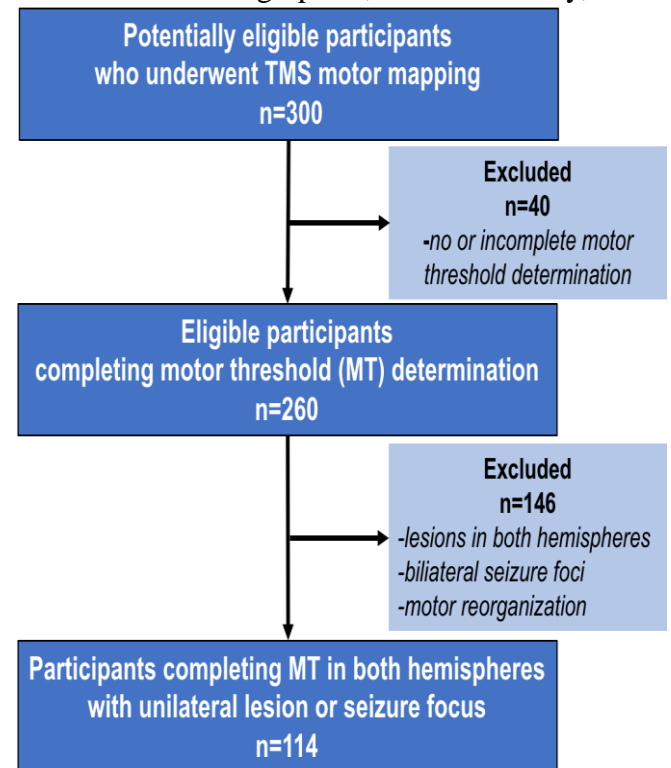 Potentially eligible participants
who underwent TMS motor mapping
n=300
Excluded
n=40
-no or incomplete motor
threshold determination
Eligible participants
completing motor threshold (MT) determination
n=260
Excluded
n=146
-lesions in both hemispheres
-bilateral seizure foci
-motor reorganization
Participants completing MT in both hemispheres
with unilateral lesion or seizure focus
n=114